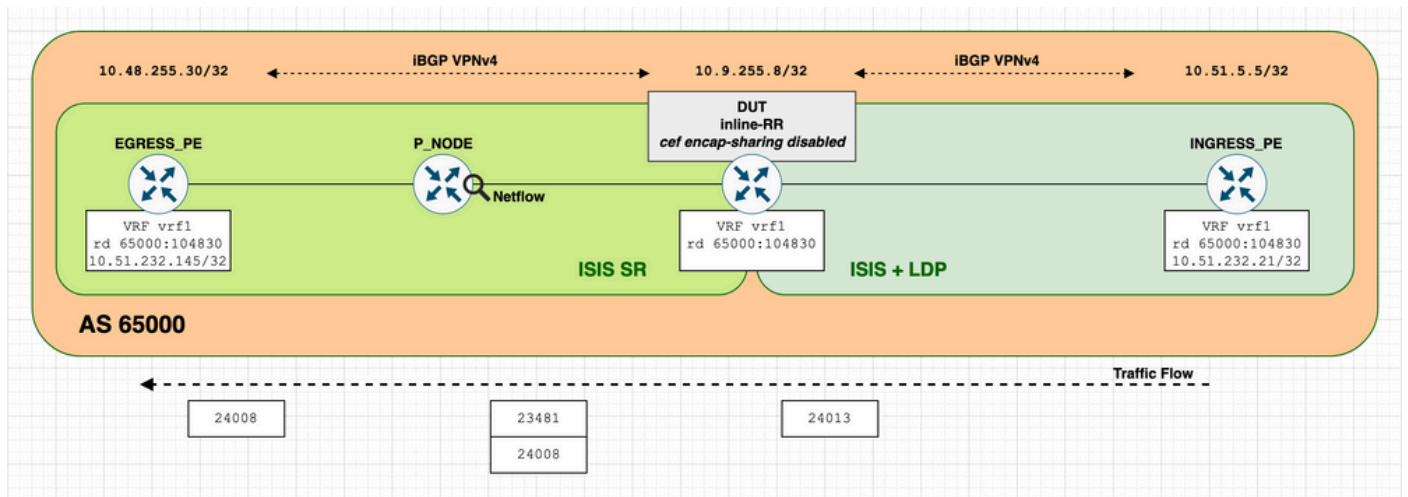 iBGP VPNv4
iBGP VPNv4
10.48.255.30/32
10.9.255.8/32
10.51.5.5/32
DUT
inline-RR
cef encap-sharing disabled
EGRESS_PE
P_NODE
INGRESS_PE
Netflow
VRF vrf1
rd 65000:104830
10.51.232.145/32
VRF vrf1
rd 65000:104830
VRF vrf1
rd 65000:104830
10.51.232.21/32
ISIS SR
ISIS + LDP
AS 65000
Traffic Flow
24008
23481
24008
24013